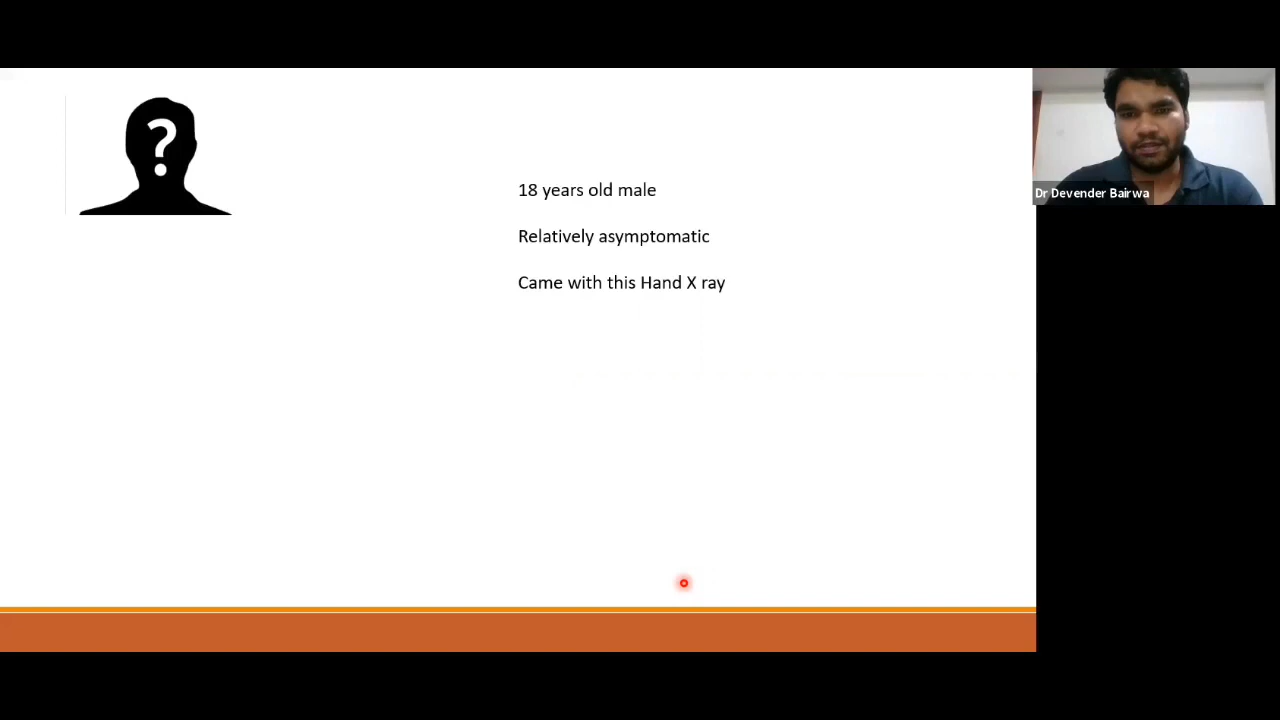 ?
18 years old male
Relatively asymptomatic
Came with this Hand X ray
Dr Devender Bairwa